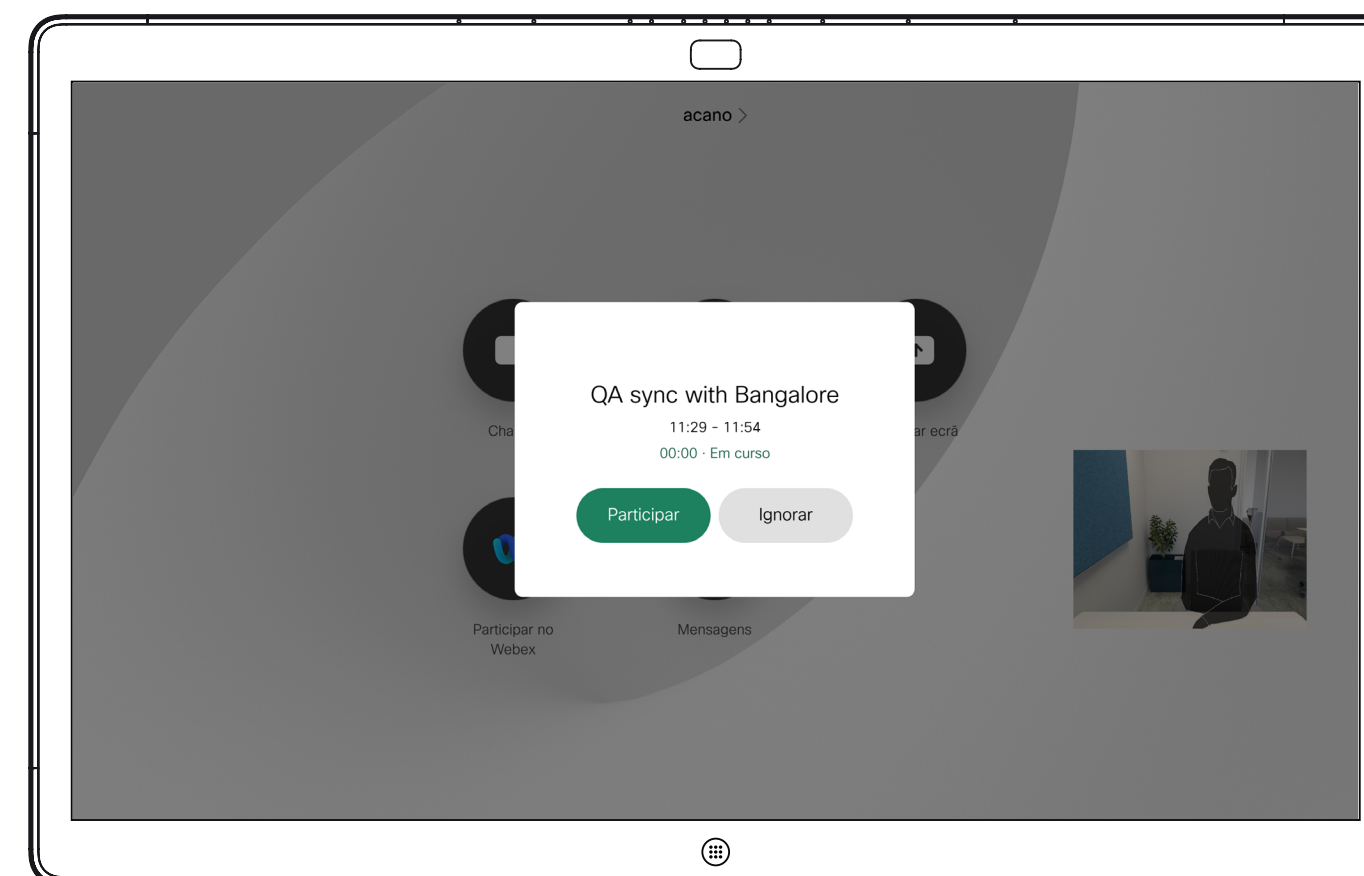 acano
QA sync with Bangalore
11:29 - 11:54
00:00 · Em curso
Participar
Ignorar
ecrã
Participar no
Webex
Mensagens